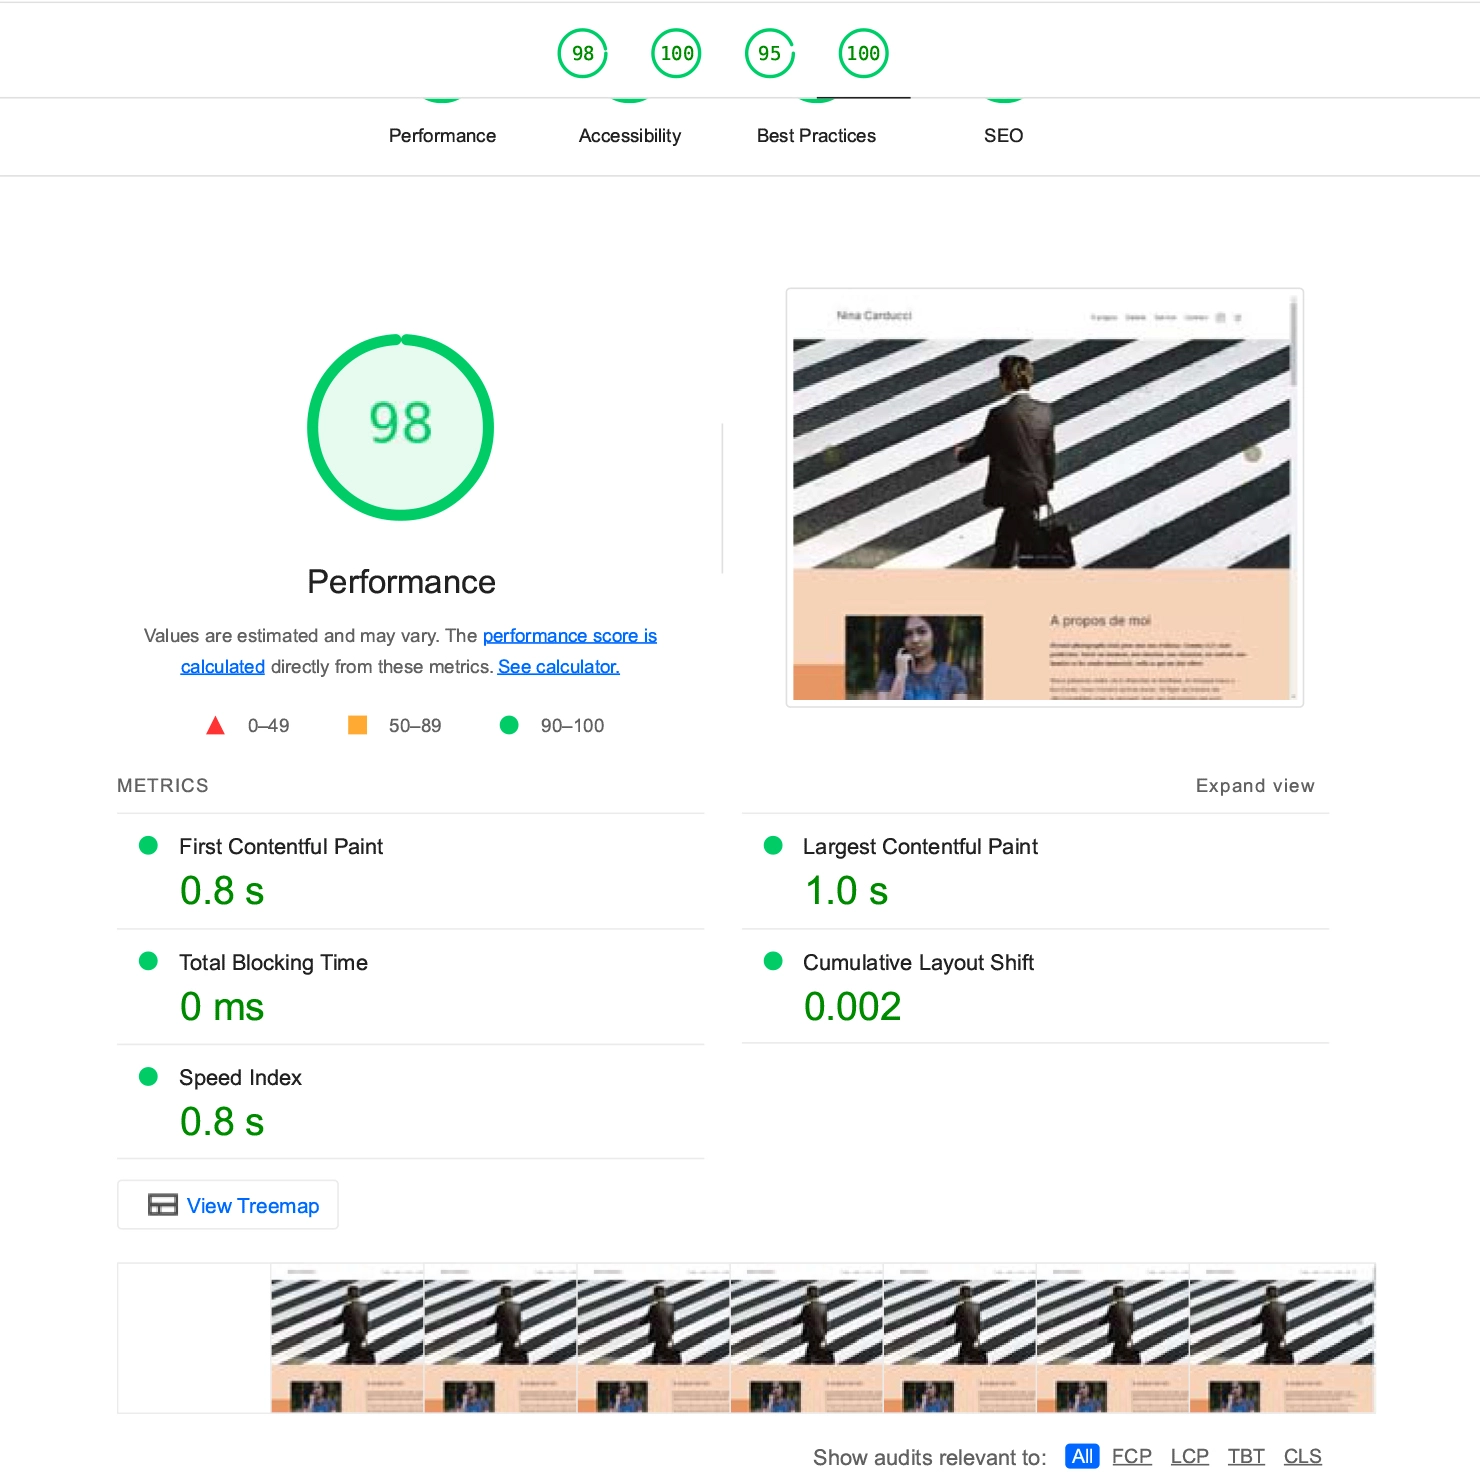 98 100 95 100
Performance Accessibility Best Practices SEO
98
Performance
Values are estimated and may vary. The performance score is
calculated directly from these metrics. See calculator.
0–49 50–89 90–100
Nina Carducci
A propos de moi
METRICS Expand view
First Contentful Paint
0.8 s
Largest Contentful Paint
1.0 s
Total Blocking Time
0 ms
Cumulative Layout Shift
0.002
Speed Index
0.8 s
View Treemap
Show audits relevant to: All FCP LCP TBT CLS